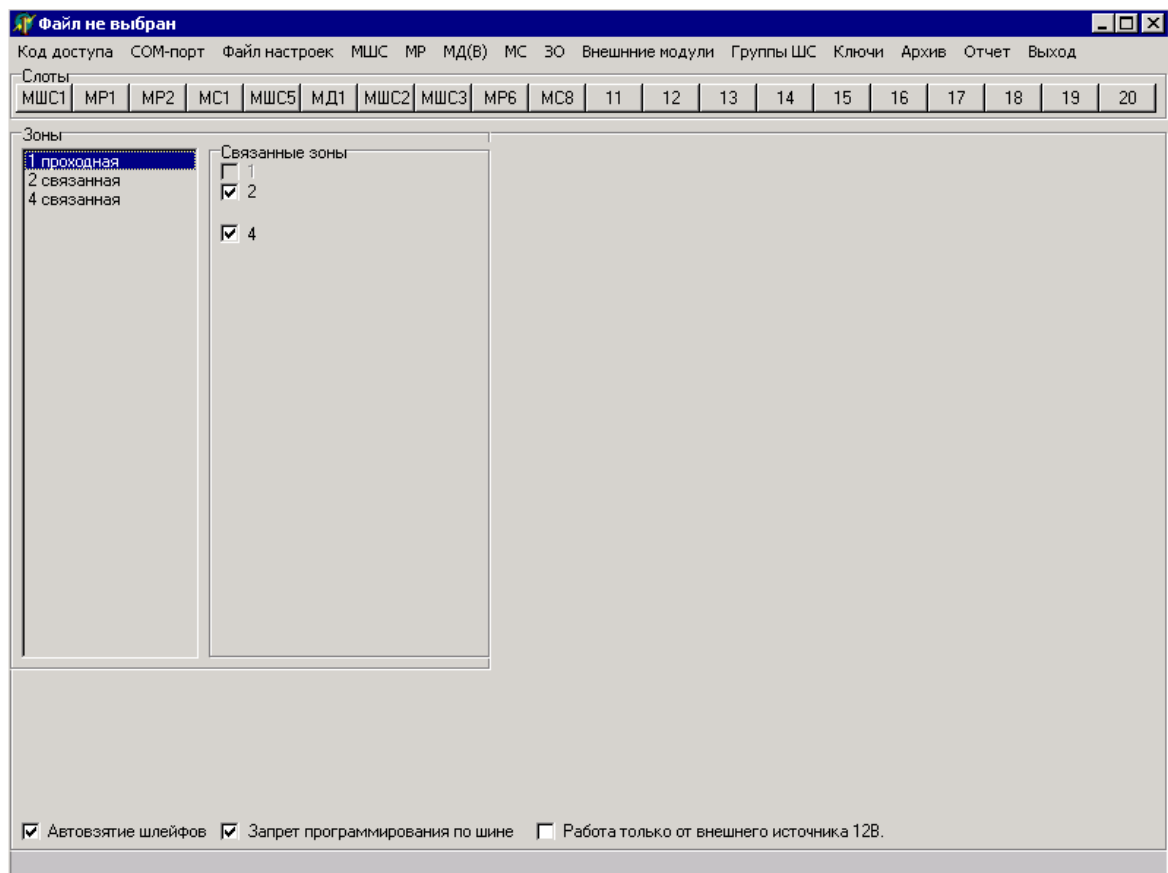 Файл не выбран
Код доступа COM-порт Файл настроек МШС МР МД(В) МС ЗО Внешнние модули Группы ШС Ключи Архив Отчет Выход
Слоты
МШС1 МР1 МР2 МС1 МШС5 МД1 МШС2 МШС3 МР6 МС8 11 12 13 14 15 16 17 18 19 20
Зоны
Связанные зоны
1 проходная
1
2 связанная
2
4 связанная
4
Автовзятие шлейфов Запрет программирования по шине Работа только от внешнего источника 12В.